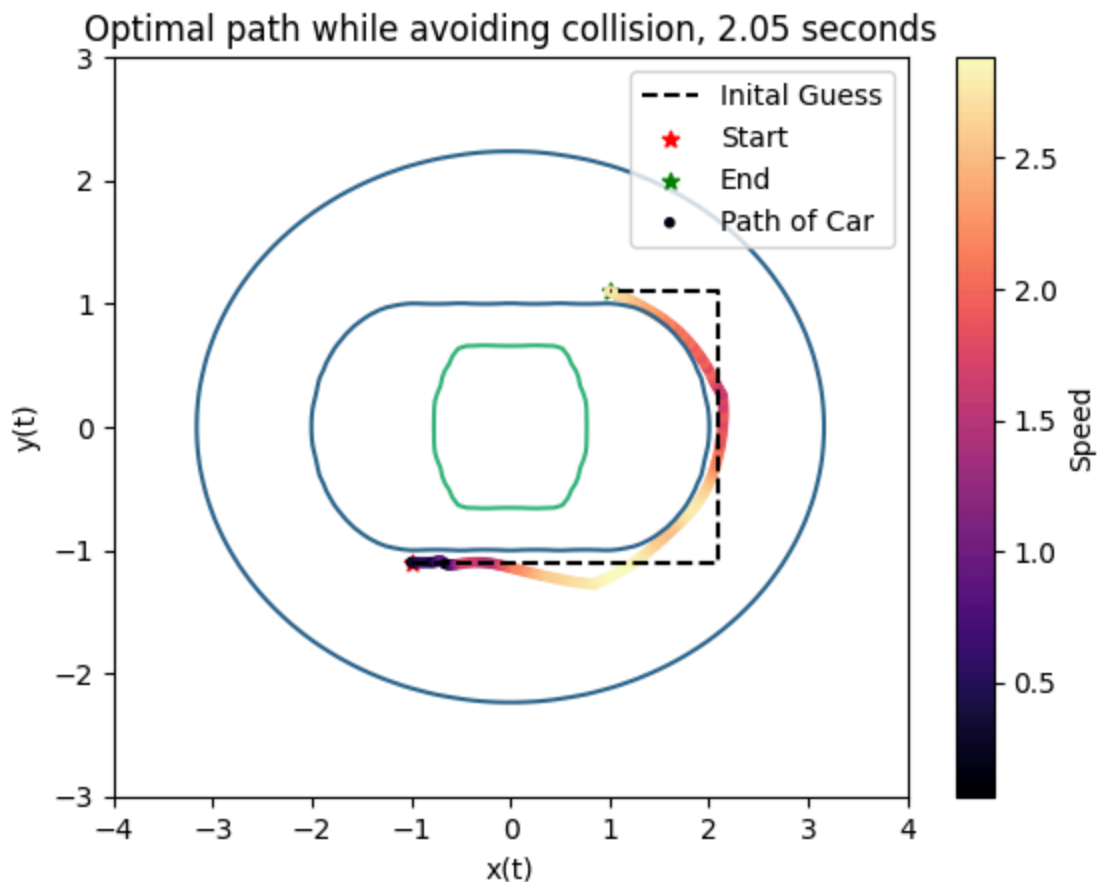 Optimal path while avoiding collision, 2.05 seconds
3
2
1
0
−1
−2
−3
y(t)
−4
−3
−2
−1
0
1
2
3
4
x(t)
Inital Guess
Start
End
Path of Car
2.5
2.0
1.5
1.0
0.5
Speed